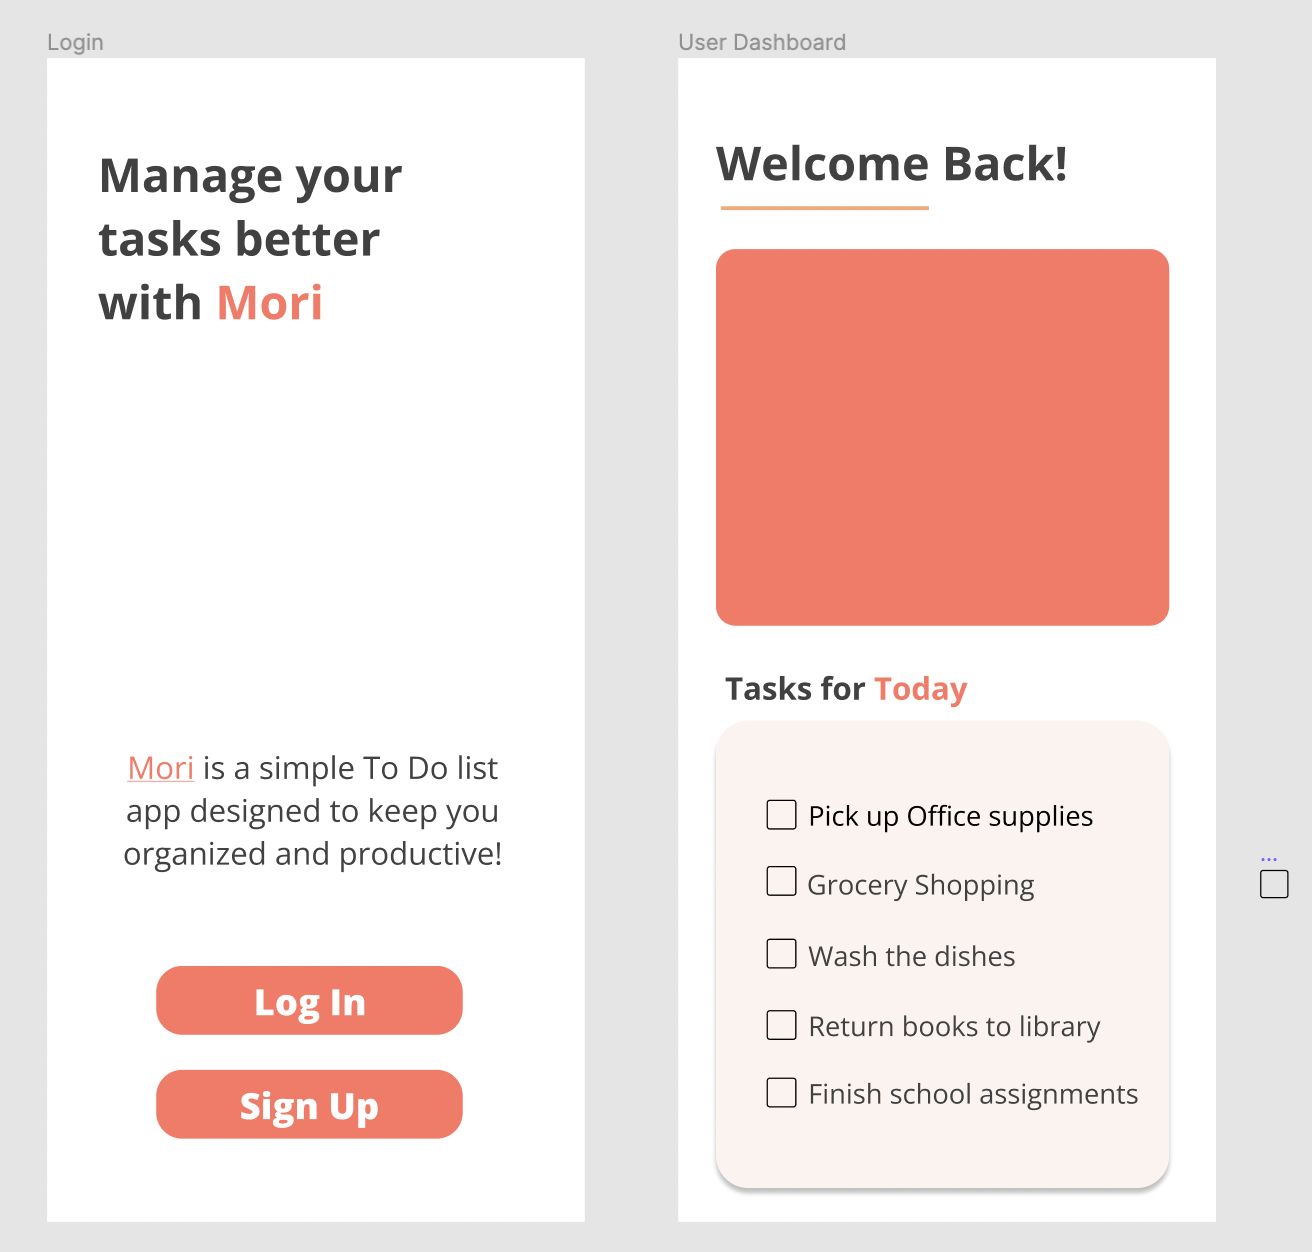 Login
Manage your
tasks better
with Mori
Mori is a simple To Do list
app designed to keep you
organized and productive!
Log In
Sign Up
User Dashboard
Welcome Back!
Tasks for Today
Pick up Office supplies
Grocery Shopping
Wash the dishes
Return books to library
Finish school assignments
...